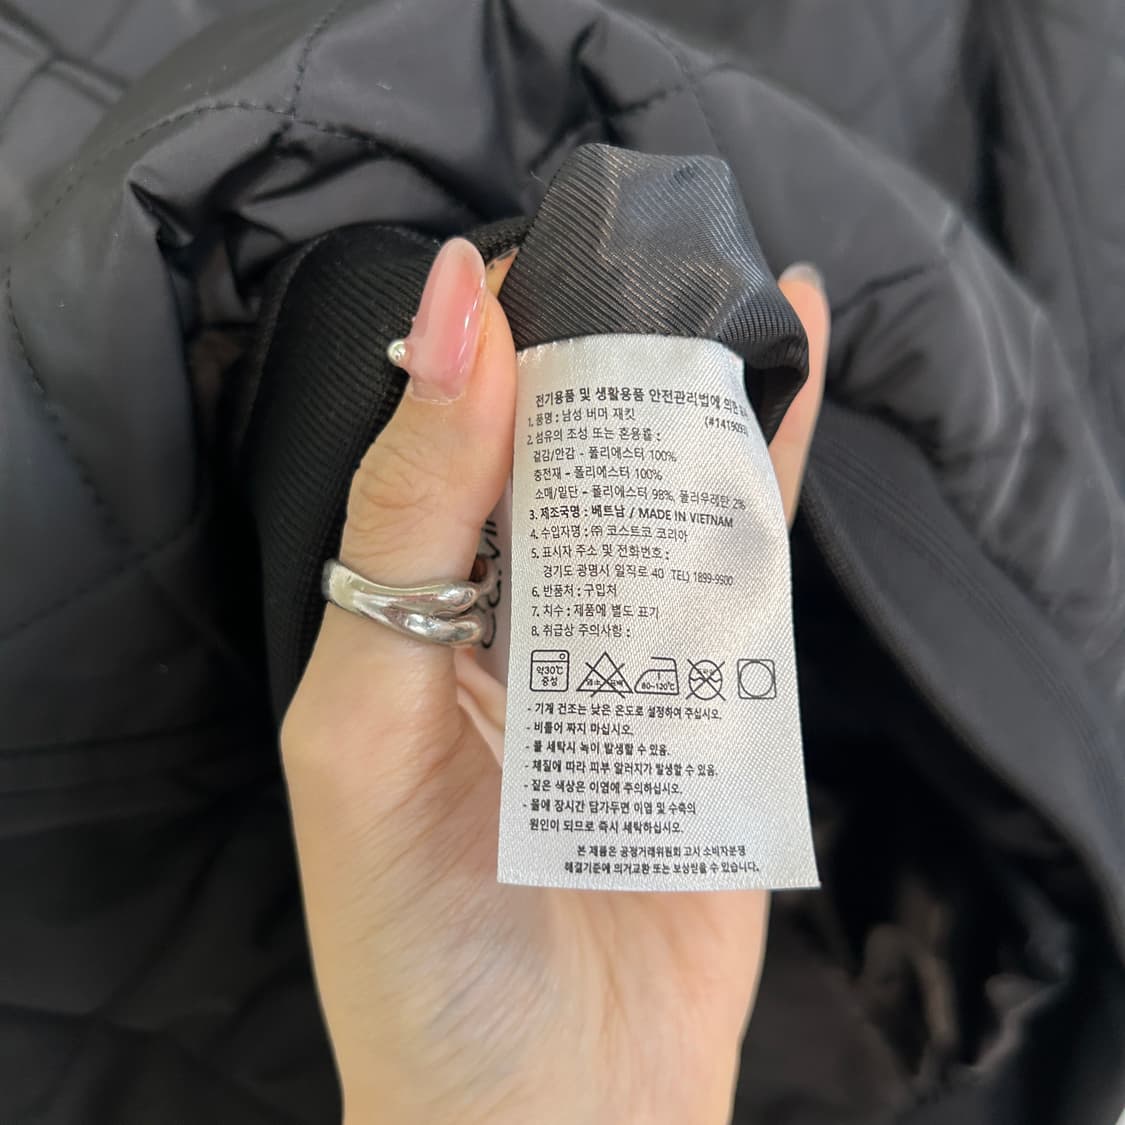 전기용품 및 생활용품 안전관리법에 의한
(#1419093)
1. 품명 : 남성 버머 재킷
2. 섬유의 조성 또는 혼용률 :
겉감/안감 - 폴리에스터 100%
충전재 - 폴리에스터 100%
소매/밑단 - 폴리에스터 98%, 폴리우레탄 2%
3. 제조국명 : 베트남 / MADE IN VIETNAM
4. 수입자명 : ㈜ 코스트코 코리아
5. 표시자 주소 및 전화번호 :
경기도 광명시 일직로 40 TEL) 1899-9900
6. 반품처 : 구입처
7. 치수 : 제품에 별도 표기
8. 취급상 주의사항 :
약30℃
중성
80~120℃
- 기계 건조는 낮은 온도로 설정하여 주십시오.
- 비틀어 짜지 마십시오.
- 물 세탁시 녹이 발생할 수 있음.
- 체질에 따라 피부 알러지가 발생할 수 있음.
- 짙은 색상은 이염에 주의하십시오.
- 물에 장시간 담가두면 이염 및 수축의
원인이 되므로 즉시 세탁하십시오.
본 제품은 공정거래위원회 고시 소비자분쟁
해결기준에 의거교환 또는 보상받을 수 있습니다.